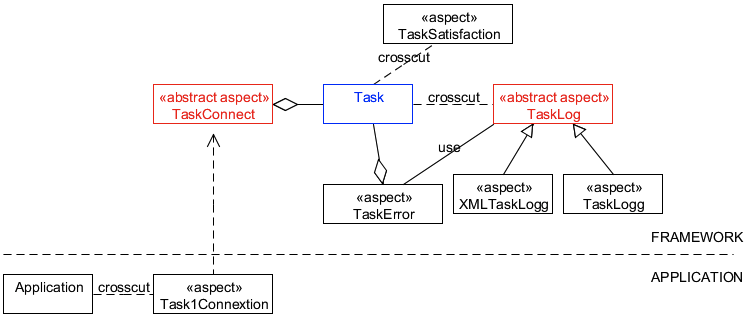 «aspect»
TaskSatisfaction
crosscut
«abstract aspect»
TaskConnect
Task
crosscut
«abstract aspect»
TaskLog
use
«aspect»
TaskError
«aspect»
XMLTaskLogg
«aspect»
TaskLogg
FRAMEWORK
APPLICATION
Application
crosscut
«aspect»
Task1Connextion